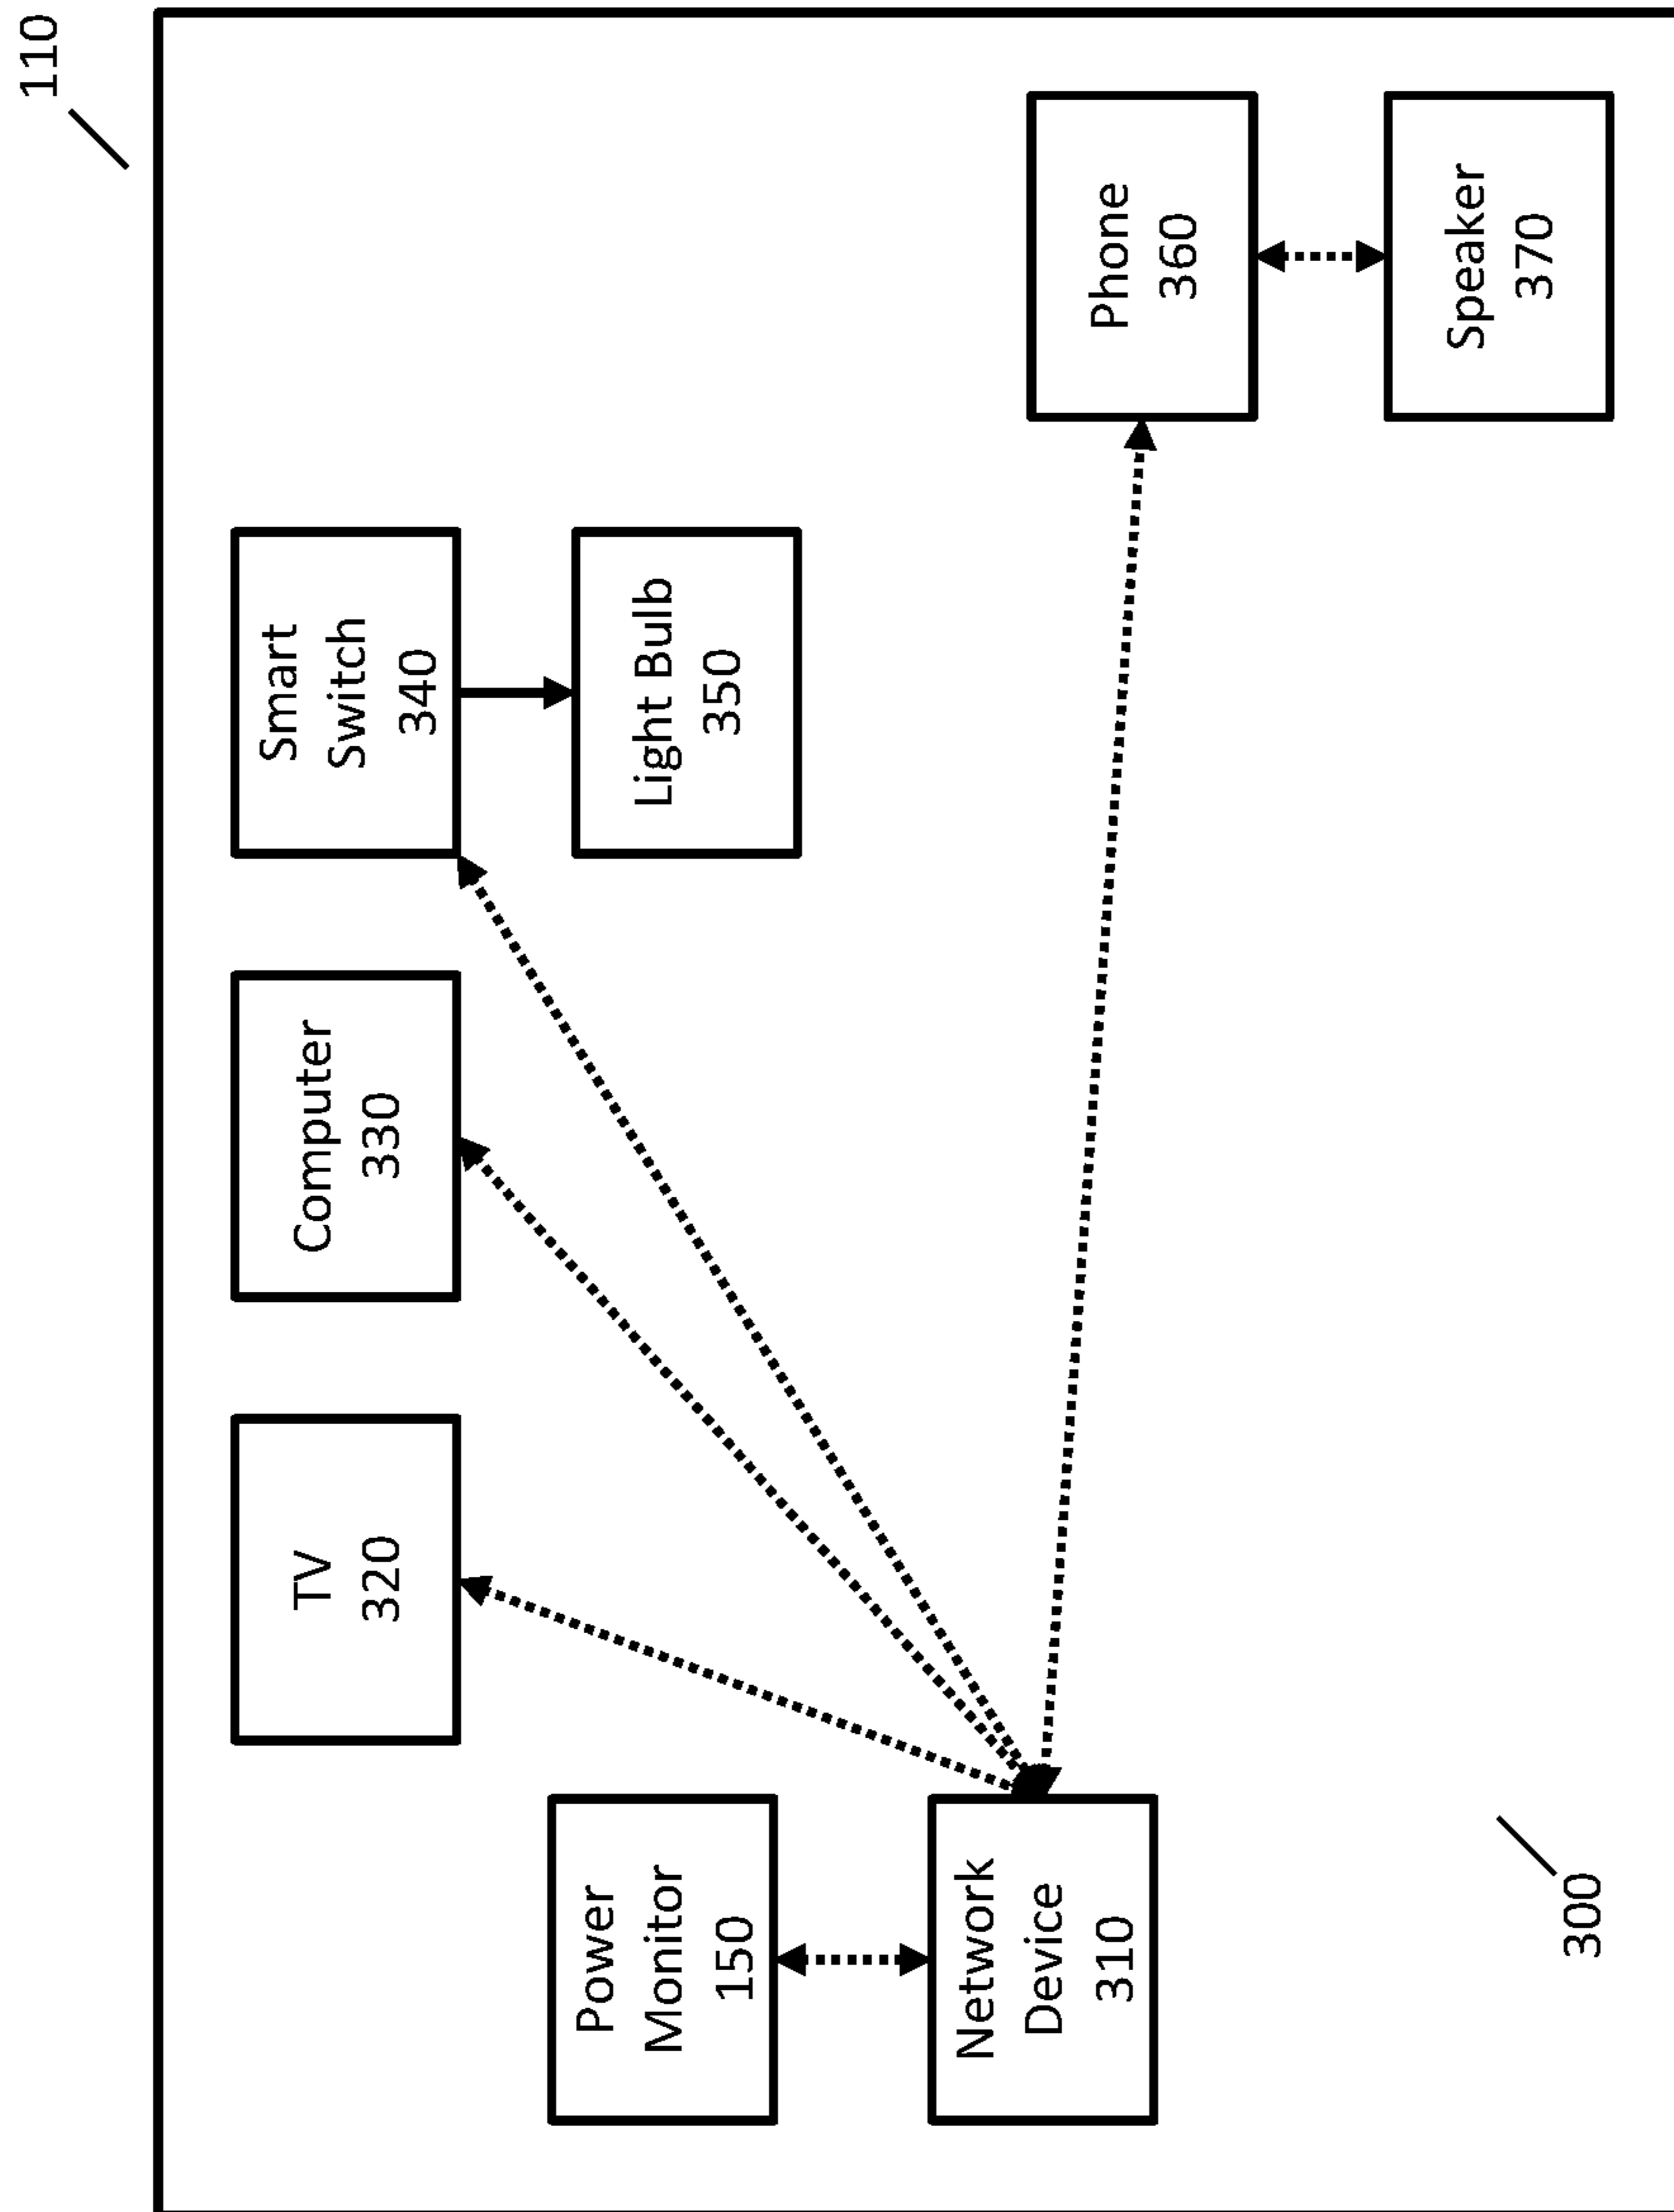 110
TV
320
Computer
330
Smart
Switch
340
Power
Monitor
150
Light Bulb
350
Network
Device
310
Phone
360
Speaker
370
300